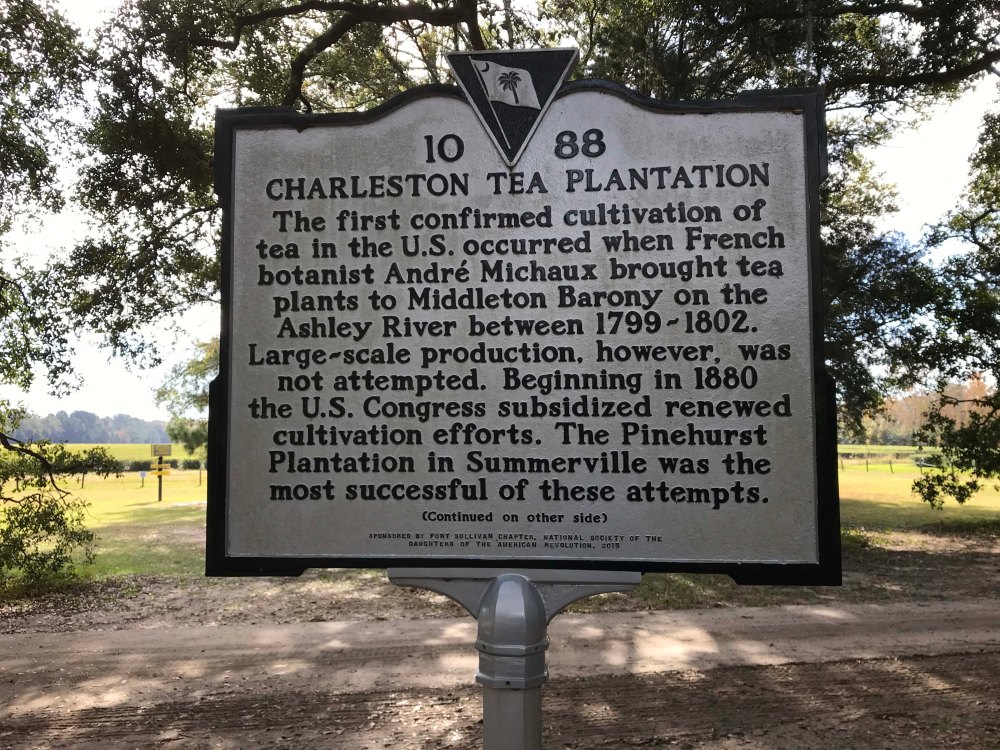 10 88
CHARLESTON TEA PLANTATION
The first confirmed cultivation of
tea in the U.S. occurred when French
botanist André Michaux brought tea
plants to Middleton Barony on the
Ashley River between 1799~1802.
Large~scale production, however, was
not attempted. Beginning in 1880
the U.S. Congress subsidized renewed
cultivation efforts. The Pinehurst
Plantation in Summerville was the
most successful of these attempts.
(Continued on other side)
SPONSORED BY FORT SULLIVAN CHAPTER, NATIONAL SOCIETY OF THE
DAUGHTERS OF THE AMERICAN REVOLUTION, 2015